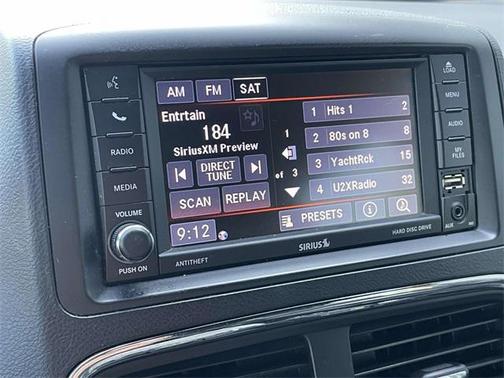 LOAD
MENU
AUDIO
MY FILES
AUX
RADIO
MEDIA
VOLUME
PUSH ON
AM FM SAT
Entrtain
184
SiriusXM Preview
DIRECT TUNE
SCAN REPLAY
1
of 3
1 Hits 1 2
2 80s on 8 8
3 YachtRck 15
4 U2XRadio 32
PRESETS
9:12
ANTITHEFT
SIRIUS
HARD DISC DRIVE